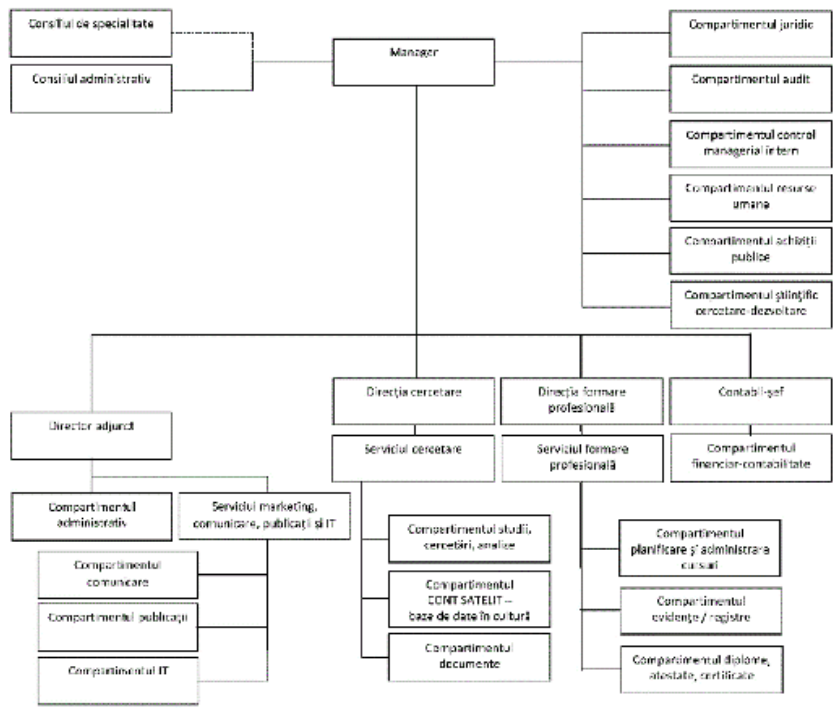 Consiliul de specialitate
Consiliul administrativ
Manager
Compartimentul juridic
Compartimentul audit
Compartimentul control
managerial intern
Compartimentul resurse
umane
Compartimentul achiziții
publice
Compartimentul științific
cercetare-dezvoltare
Director adjunct
Direcția cercetare
Direcția formare
profesională
Contabil-șef
Serviciul cercetare
Serviciul formare
profesională
Compartimentul
financiar-contabilitate
Compartimentul
administrativ
Serviciul marketing,
comunicare, publicații și IT
Compartimentul
comunicare
Compartimentul publicații
Compartimentul IT
Compartimentul studii,
cercetări, analize
Compartimentul
CONT SATELIT –
baze de date în cultură
Compartimentul
documente
Compartimentul
planificare și administrare
cursuri
Compartimentul
evidențe / registre
Compartimentul diplome,
atestate, certificate